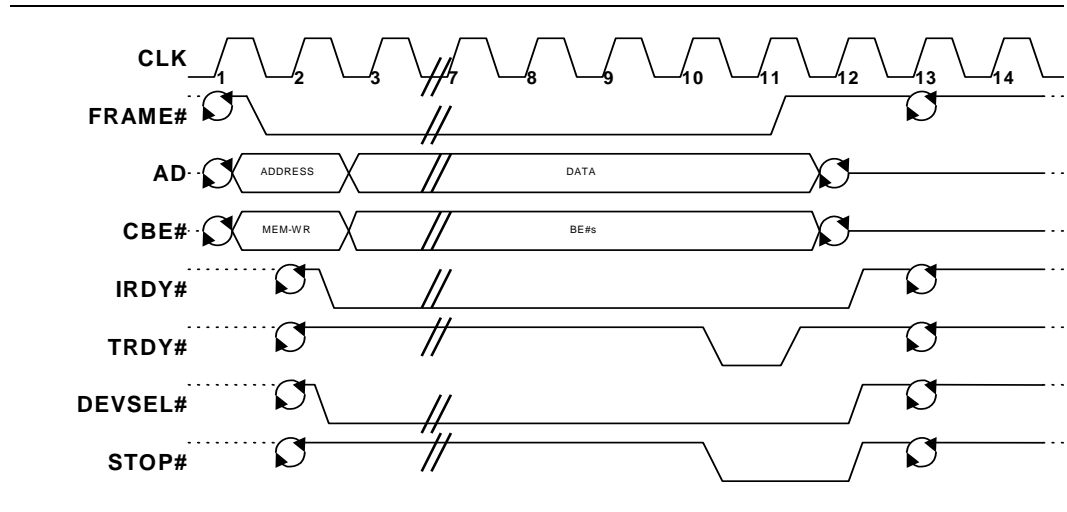 CLK
1 2 3 7 8 9 10 11 12 13 14
FRAME#
AD ADDRESS DATA
CBE# MEM-WR BE#s
IRDY#
TRDY#
DEVSEL#
STOP#